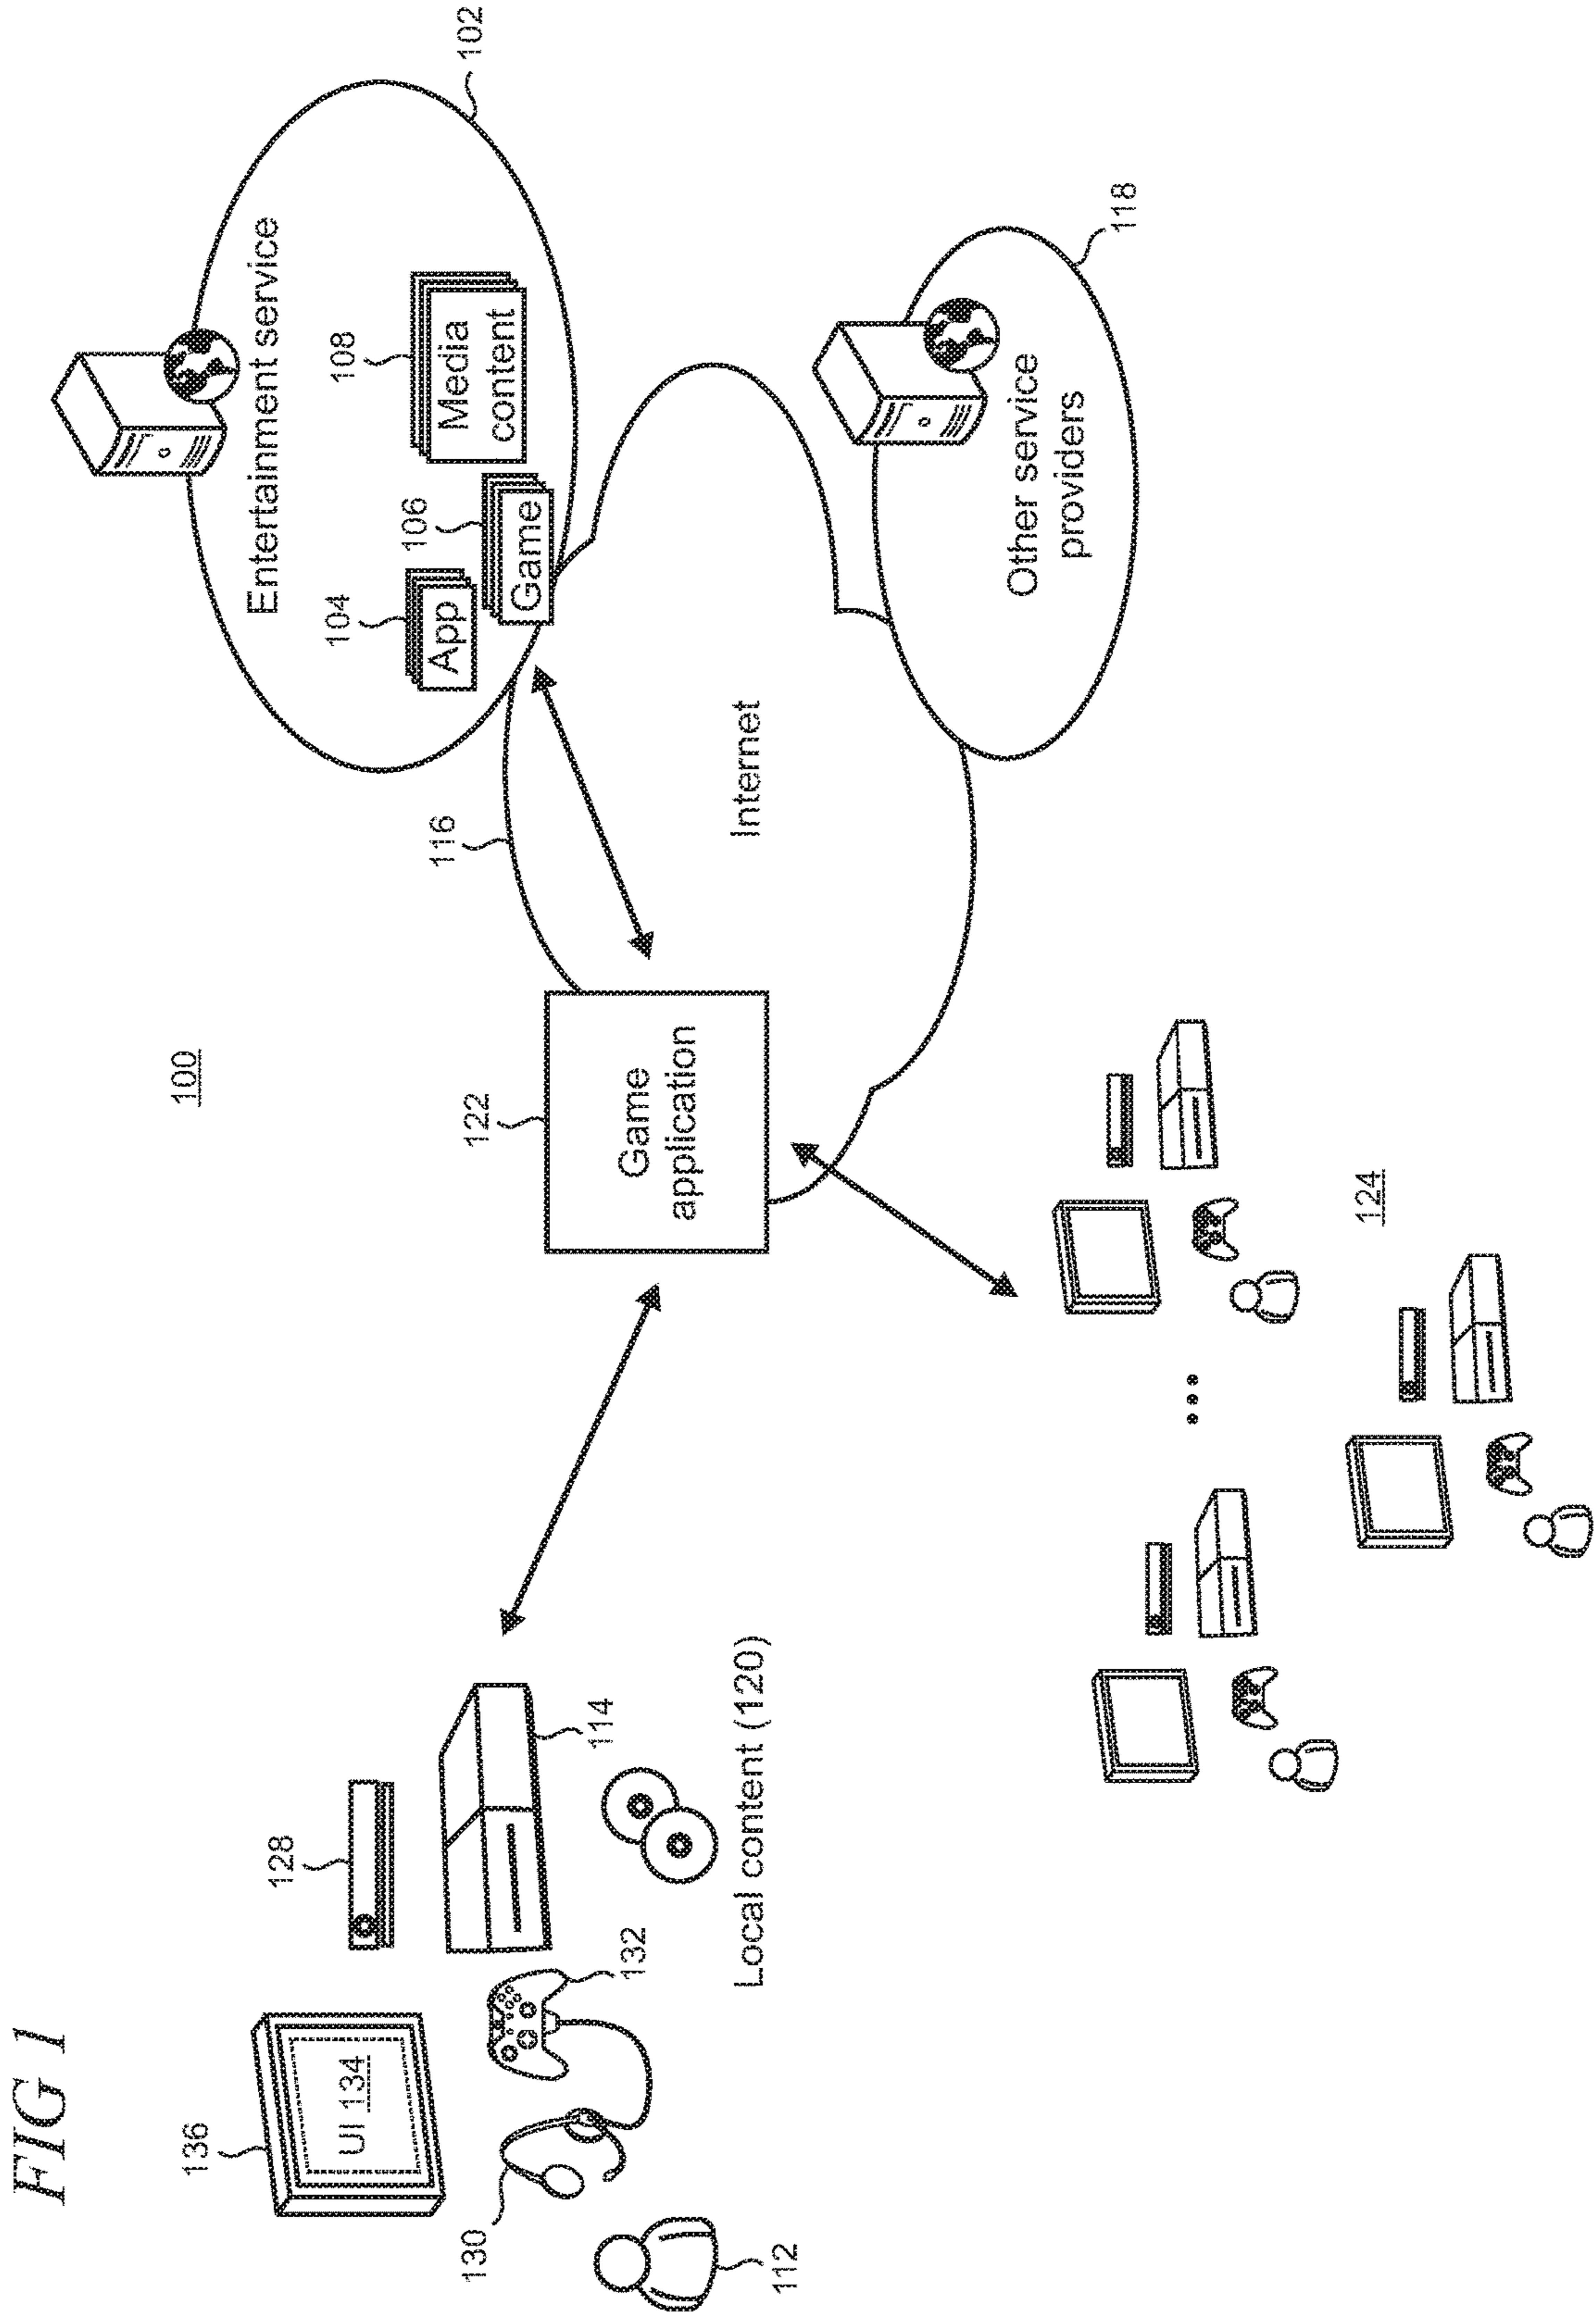 FIG 1
100
Entertainment service
102
104
App
106
Game
108
Media
content
116
Internet
122
Game
application
118
Other service
providers
136
UI 134
128
130
132
114
112
Local content (120)
124